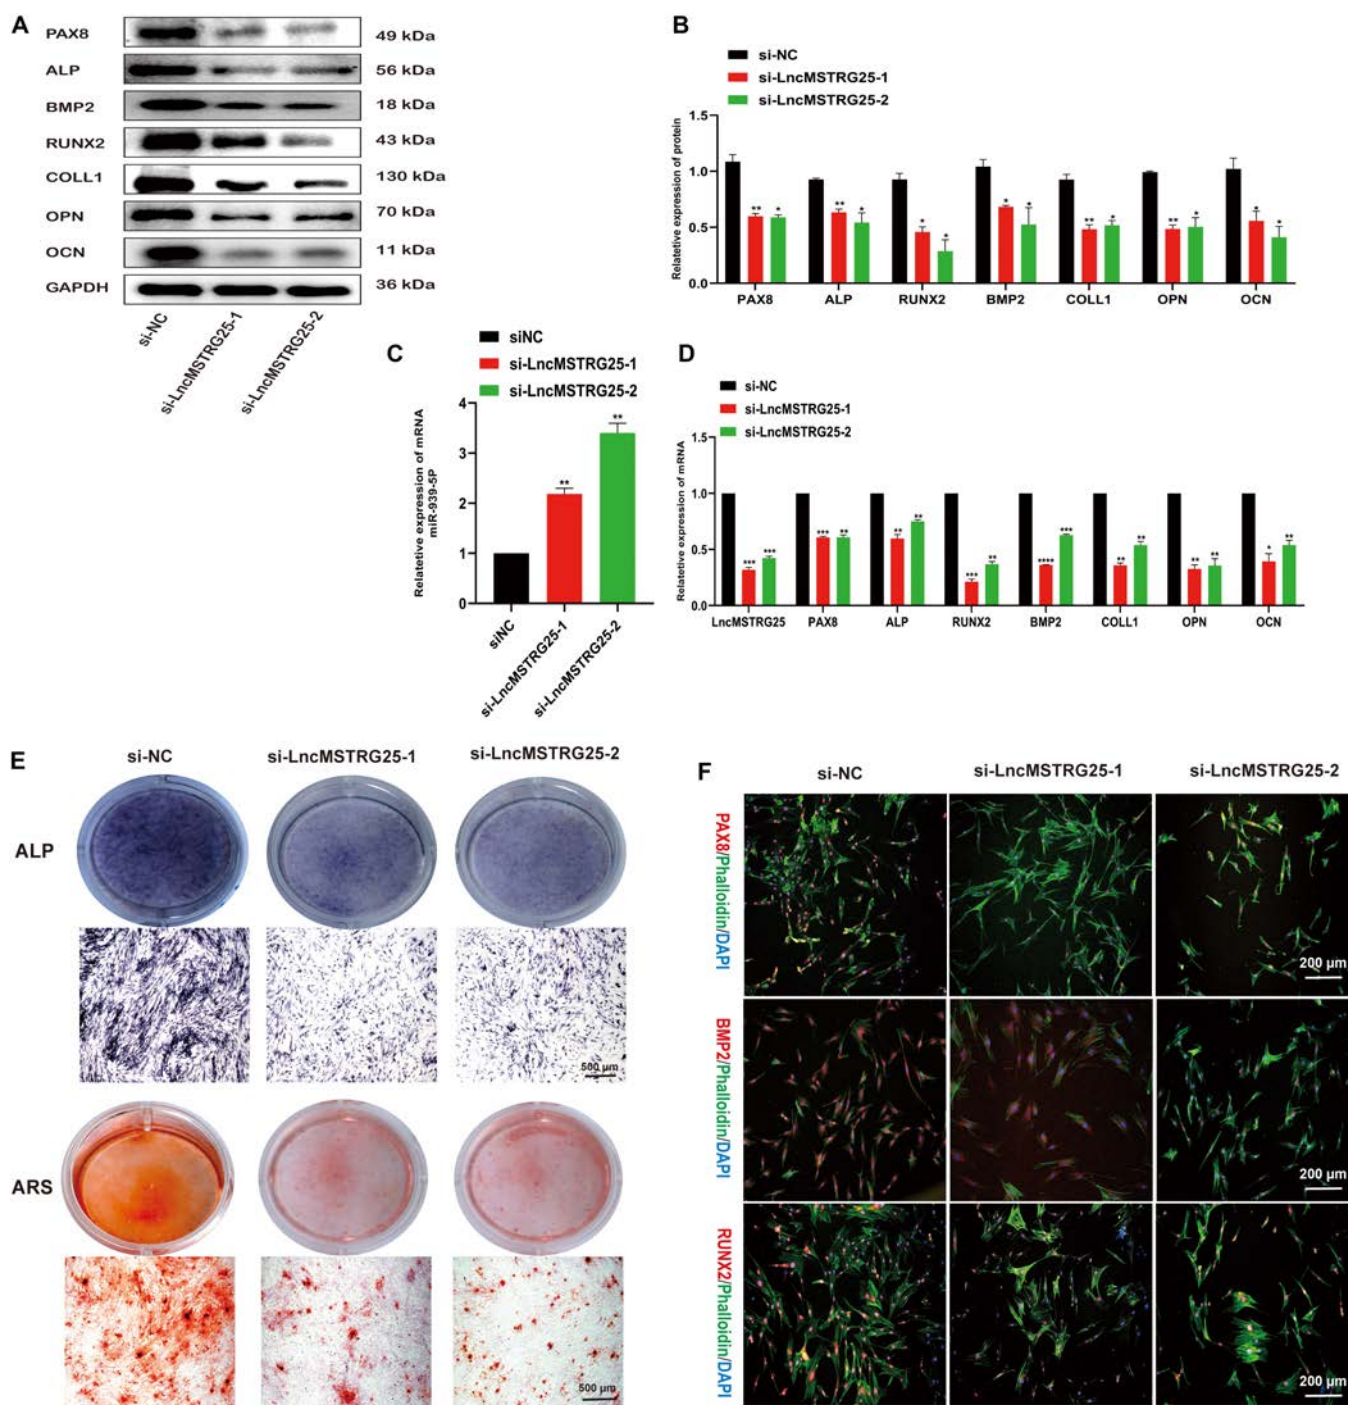 A
PAX8
49 kDa
ALP
56 kDa
BMP2
18 kDa
RUNX2
43 kDa
COLL1
130 kDa
OPN
70 kDa
OCN
11 kDa
GAPDH
36 kDa
si-NC
si-LncMSTRG25-1
si-LncMSTRG25-2
B
si-NC
si-LncMSTRG25-1
si-LncMSTRG25-2
Relatetive expression of protein
1.5
1.0
0.5
0.0
** * ** * * * * * ** * ** * * *
PAX8 ALP RUNX2 BMP2 COLL1 OPN OCN
C
siNC
si-LncMSTRG25-1
si-LncMSTRG25-2
Relatetive expression of mRNA
miR-939-5P
4
3
2
1
0
** **
siNC
si-LncMSTRG25-1
si-LncMSTRG25-2
D
si-NC
si-LncMSTRG25-1
si-LncMSTRG25-2
Relatetive expression of mRNA
1.5
1.0
0.5
0.0
*** *** *** ** ** ** *** ** **** *** ** ** ** ** * **
LncMSTRG25 PAX8 ALP RUNX2 BMP2 COLL1 OPN OCN
E
si-NC si-LncMSTRG25-1 si-LncMSTRG25-2
ALP
500 µm
ARS
500 µm
F
si-NC si-LncMSTRG25-1 si-LncMSTRG25-2
PAX8/Phalloidin/DAPI
200 µm
BMP2/Phalloidin/DAPI
200 µm
RUNX2/Phalloidin/DAPI
200 µm